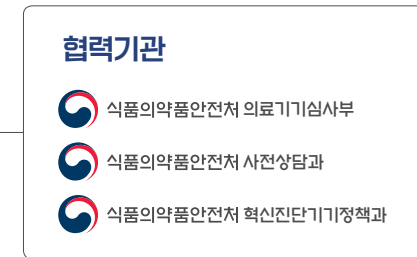 협력기관
식품의약품안전처 의료기기심사부
식품의약품안전처 사전상담과
식품의약품안전처 혁신진단기기정책과